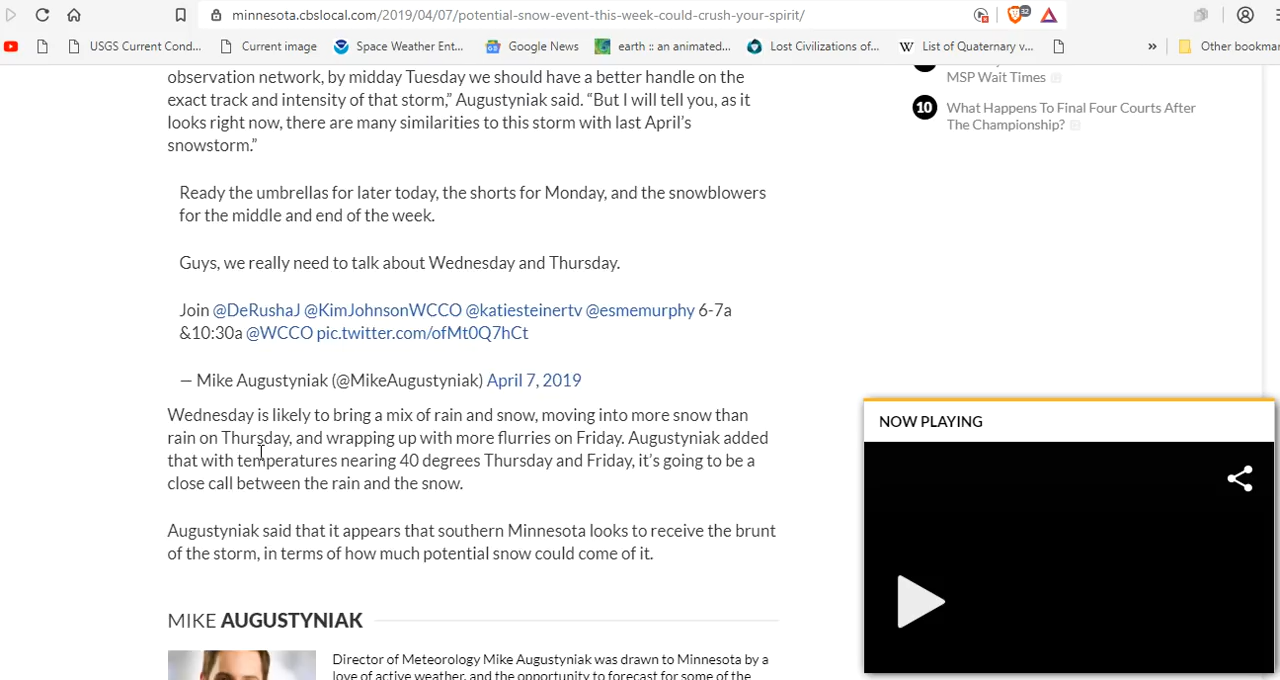 minnesota.cbslocal.com/2019/04/07/potential-snow-event-this-week-could-crush-your-spirit/
32
USGS Current Cond... Current image Space Weather Ent... Google News earth :: an animated... Lost Civilizations of... List of Quaternary v... » Other bookmar
observation network, by midday Tuesday we should have a better handle on the
exact track and intensity of that storm,” Augustyniak said. “But I will tell you, as it
looks right now, there are many similarities to this storm with last April’s
snowstorm.”
Ready the umbrellas for later today, the shorts for Monday, and the snowblowers
for the middle and end of the week.
Guys, we really need to talk about Wednesday and Thursday.
Join @DeRushaJ @KimJohnsonWCCO @katiesteinertv @esmemurphy 6-7a
&10:30a @WCCO pic.twitter.com/ofMt0Q7hCt
— Mike Augustyniak (@MikeAugustyniak) April 7, 2019
Wednesday is likely to bring a mix of rain and snow, moving into more snow than
rain on Thursday, and wrapping up with more flurries on Friday. Augustyniak added
that with temperatures nearing 40 degrees Thursday and Friday, it’s going to be a
close call between the rain and the snow.
Augustyniak said that it appears that southern Minnesota looks to receive the brunt
of the storm, in terms of how much potential snow could come of it.
MIKE AUGUSTYNIAK
Director of Meteorology Mike Augustyniak was drawn to Minnesota by a
love of active weather, and the opportunity to forecast for some of the
MSP Wait Times
10 What Happens To Final Four Courts After
The Championship?
NOW PLAYING